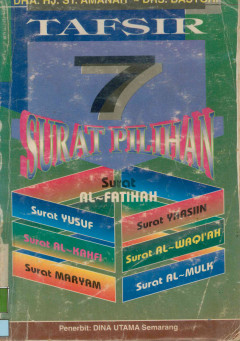 DRA. HJ. ST. AMANAH - DRS. BASTONI
TAFSIR
7
SURAT PILIHAN
Surat
AL-FATIHAH
Surat YUSUF
Surat YAASIIN
Surat AL-KAHFI
Surat AL-WAQI'AH
Surat MARYAM
Surat AL-MULK
Penerbit: DINA UTAMA Semarang